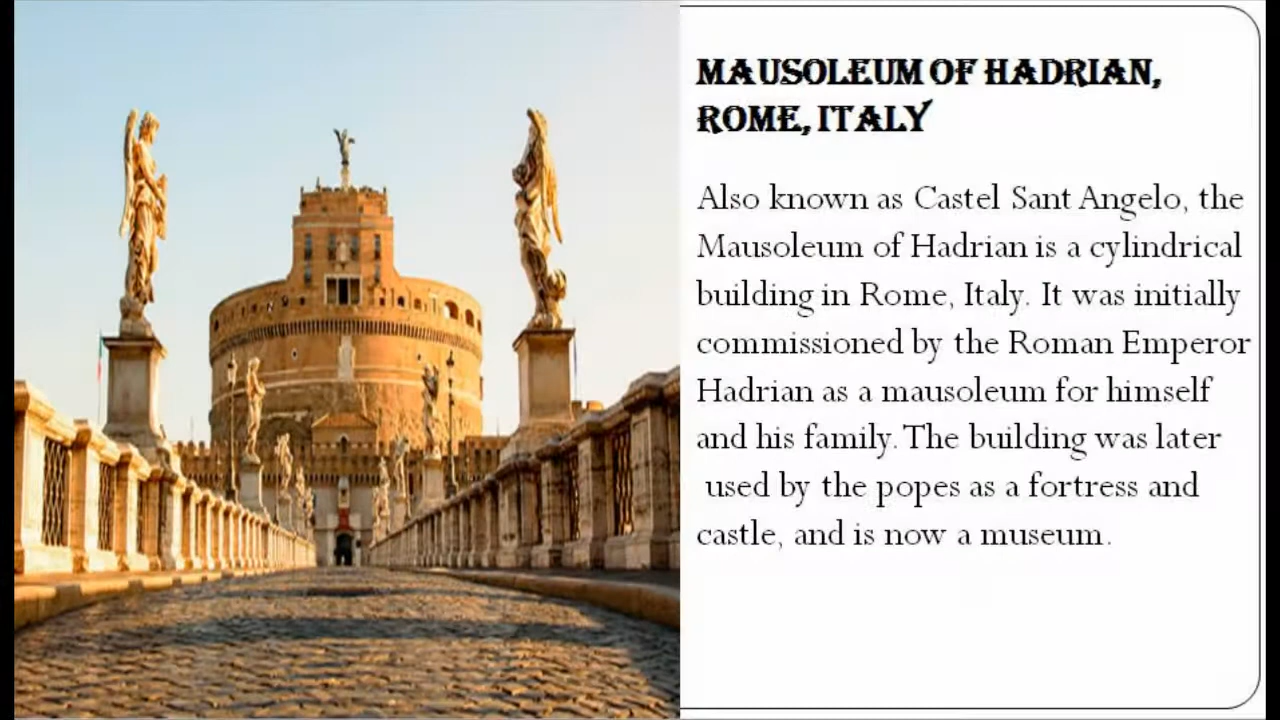 MAUSOLEUM OF HADRIAN,
ROME, ITALY
Also known as Castel Sant Angelo, the
Mausoleum of Hadrian is a cylindrical
building in Rome, Italy. It was initially
commissioned by the Roman Emperor
Hadrian as a mausoleum for himself
and his family. The building was later
used by the popes as a fortress and
castle, and is now a museum.